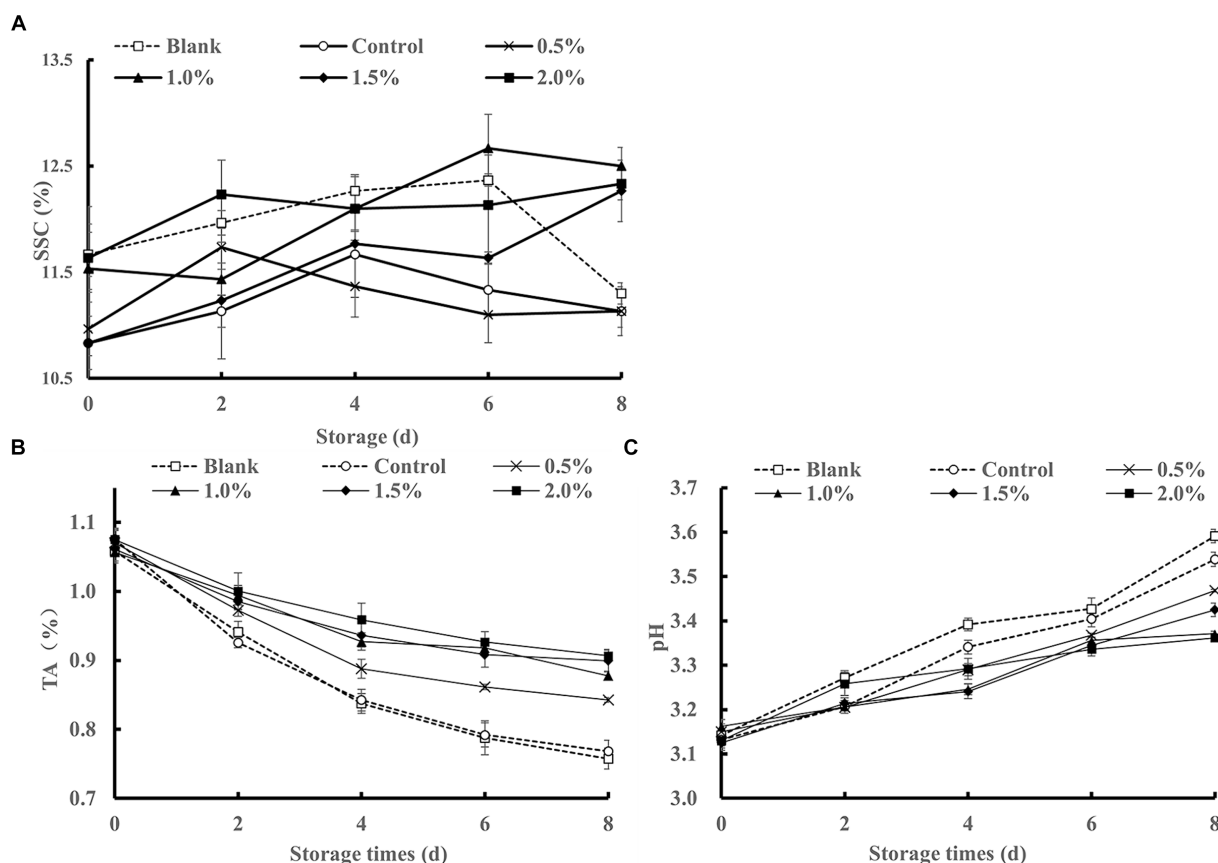 A
Blank Control 0.5%
1.0% 1.5% 2.0%
13.5
12.5
11.5
10.5
SSC (%)
0 2 4 6 8
Storage (d)
B
Blank Control 0.5%
1.0% 1.5% 2.0%
1.1
1.0
0.9
0.8
0.7
TA (%)
0 2 4 6 8
Storage times (d)
C
Blank Control 0.5%
1.0% 1.5% 2.0%
3.7
3.6
3.5
3.4
3.3
3.2
3.1
3.0
pH
0 2 4 6 8
Storage times (d)